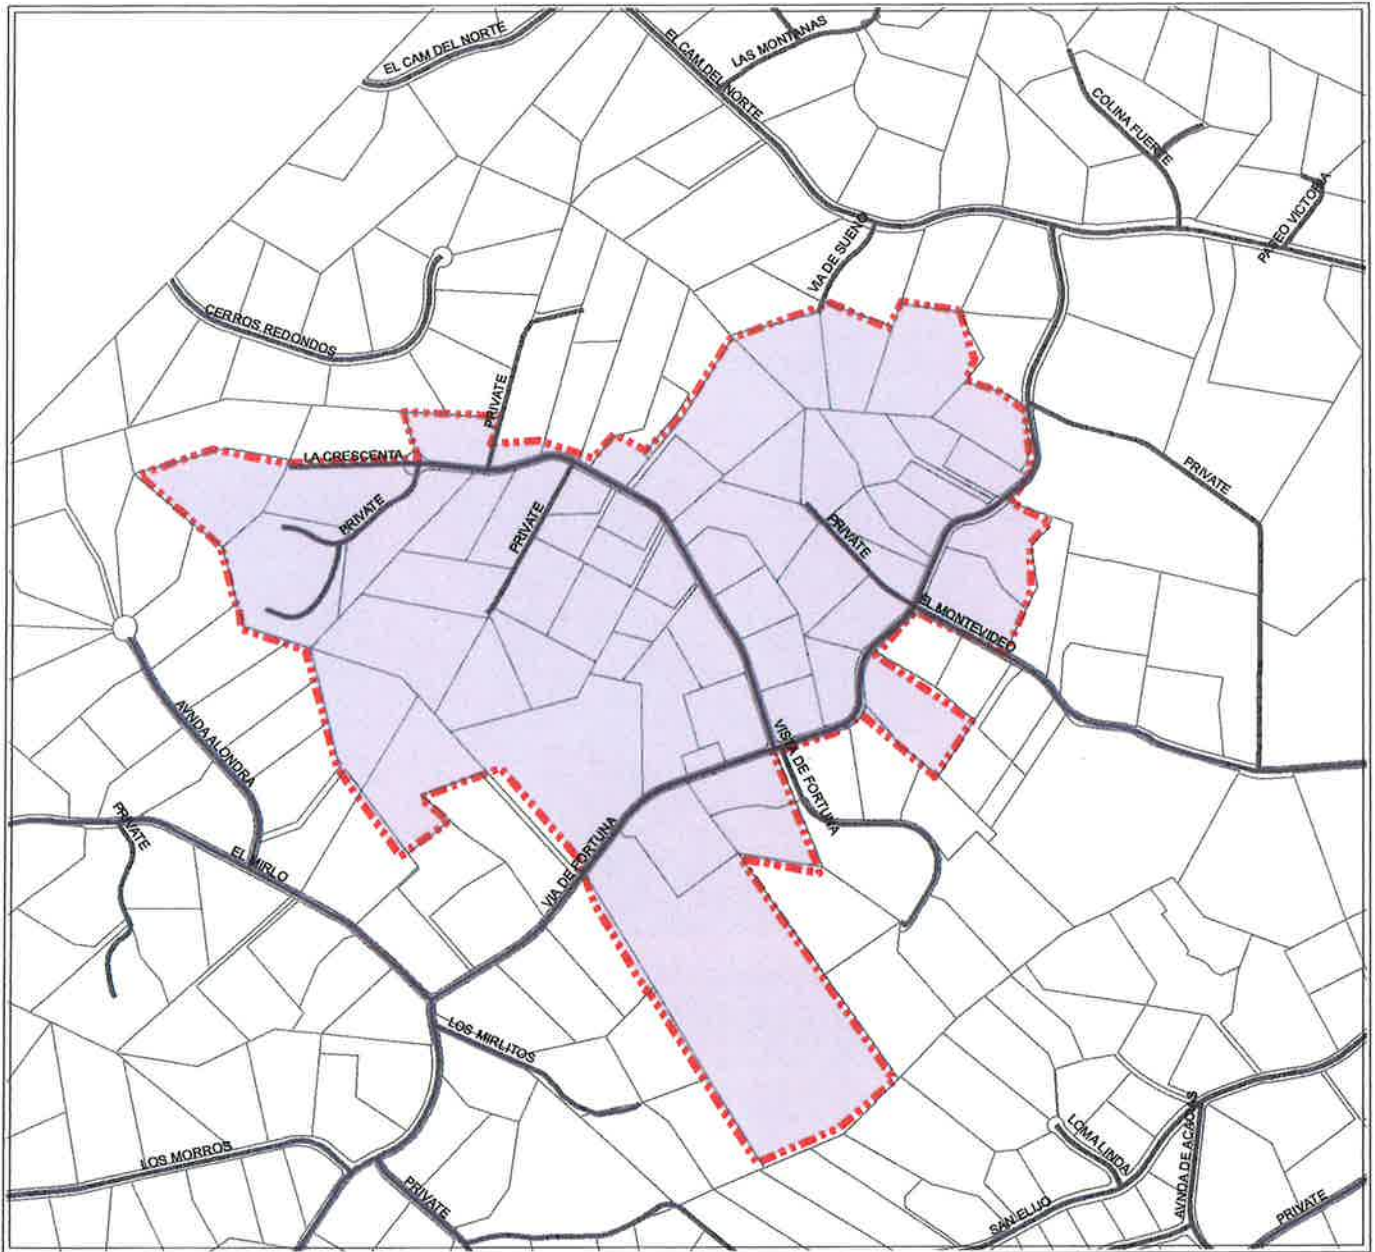 EL CAM DEL NORTE
EL CAM DEL NORTE
LAS MONTANAS
COLINA FUERTE
PASEO VICTORIA
VIA DE SUENO
CERROS REDONDOS
PRIVATE
LA CRESCENTA
PRIVATE
PRIVATE
PRIVATE
PRIVATE
EL MONTEVIDEO
AVNDA ALONDRA
VISTA DE FORTUNA
PRIVATE
EL MIRLO
VIA DE FORTUNA
LOS MIRLITOS
LOS MORROS
PRIVATE
LOMA LINDA
AVNDA DE ACACIAS
SAN ELIJO
PRIVATE